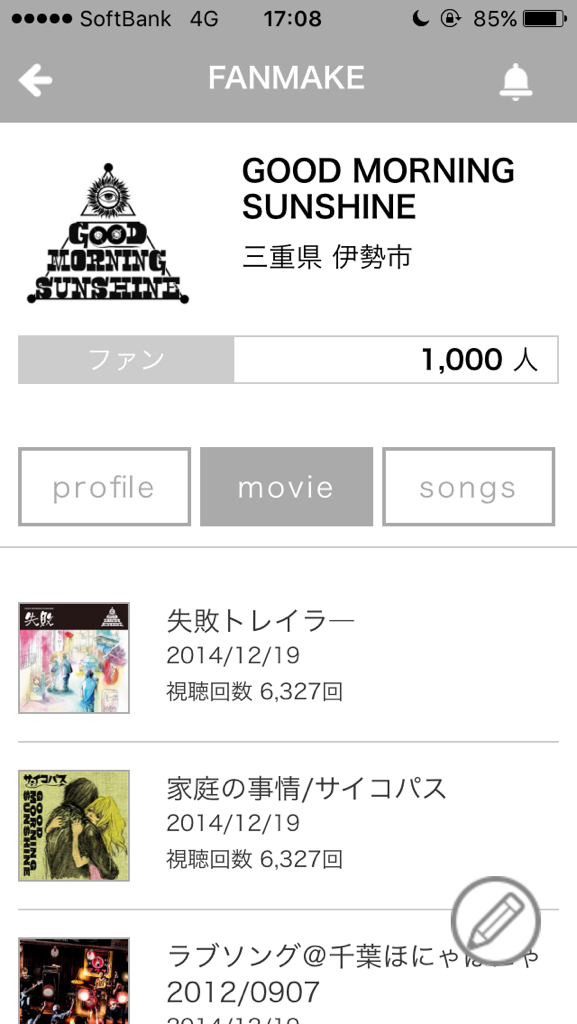 SoftBank 4G 17:08 85%
FANMAKE
GOOD
MORNING
SUNSHINE
GOOD MORNING
SUNSHINE
三重県 伊勢市
ファン 1,000 人
profile movie songs
失敗
失敗トレイラー
2014/12/19
視聴回数 6,327回
サイコパス
GOOD
MORNING
SUNSHINE
家庭の事情/サイコパス
2014/12/19
視聴回数 6,327回
ラブソング@千葉ほにゃ
2012/0907
2014/12/19